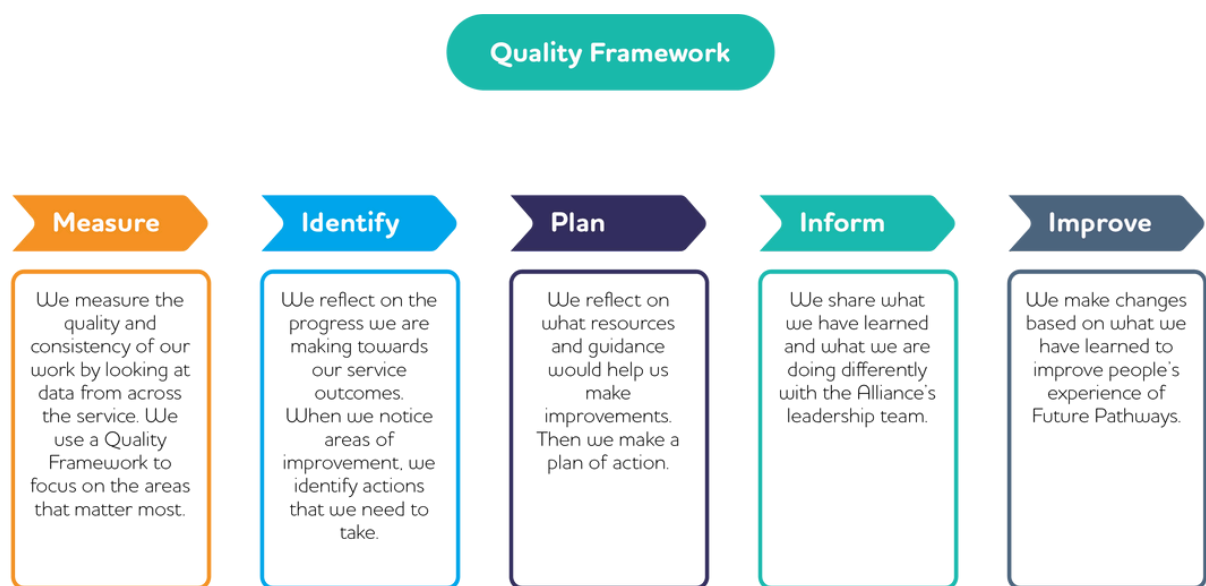 Quality Framework
Measure
Identify
Plan
Inform
Improve
We measure the
quality and
consistency of our
work by looking at
data from across
the service. We
use a Quality
Framework to
focus on the areas
that matter most.
We reflect on the
progress we are
making towards
our service
outcomes.
When we notice
areas of
improvement, we
identify actions
that we need to
take.
We reflect on
what resources
and guidance
would help us
make
improvements.
Then we make a
plan of action.
We share what
we have learned
and what we are
doing differently
with the Alliance's
leadership team.
We make changes
based on what we
have learned to
improve people's
experience of
Future Pathways.